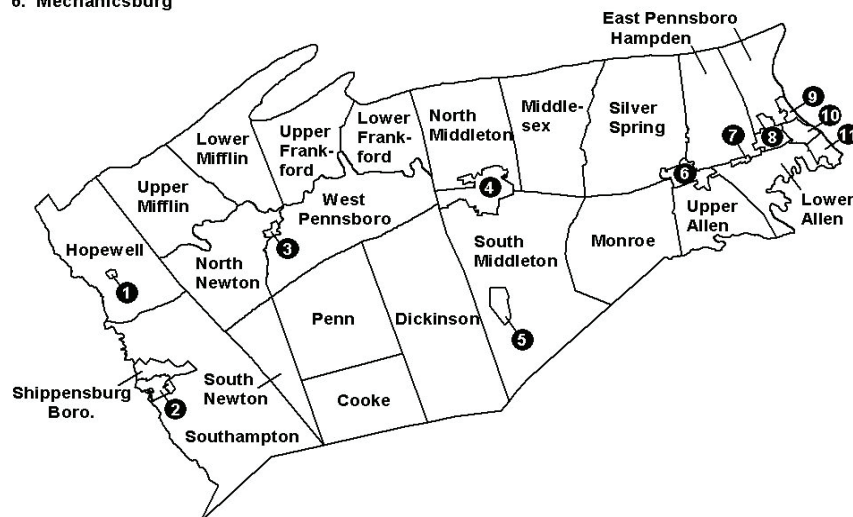 6. Mechanicsburg
East Pennsboro
Hampden
Lower
Mifflin
Upper
Frank-
ford
Lower
Frank-
ford
North
Middleton
Middle-
sex
Silver
Spring
9
10
11
7
8
6
Upper
Mifflin
West
Pennsboro
4
Lower
Allen
Upper
Allen
Hopewell
3
North
Newton
South
Middleton
Monroe
1
Penn
Dickinson
5
Shippensburg
Boro.
2
South
Newton
Cooke
Southampton